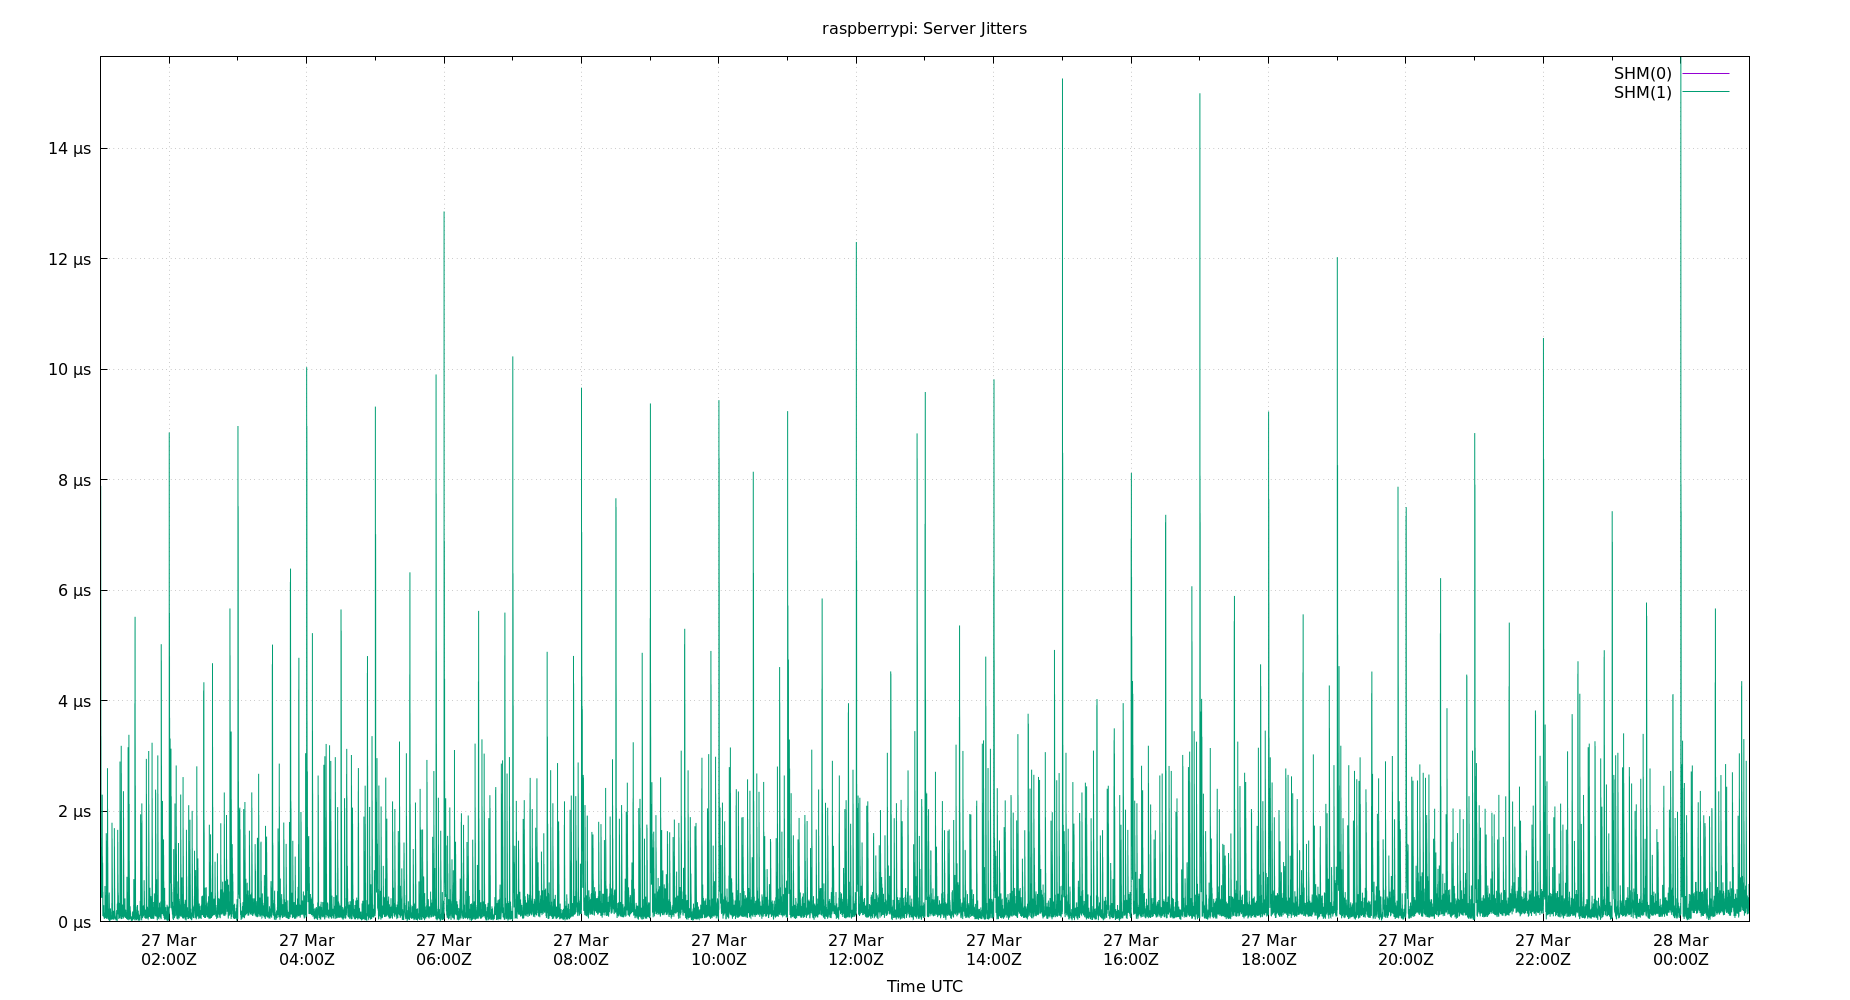 raspberrypi: Server Jitters
SHM(0)
SHM(1)
14 µs
12 µs
10 µs
8 µs
6 µs
4 µs
2 µs
0 µs
27 Mar 27 Mar 27 Mar 27 Mar 27 Mar 27 Mar 27 Mar 27 Mar 27 Mar 27 Mar 27 Mar 28 Mar
02:00Z 04:00Z 06:00Z 08:00Z 10:00Z 12:00Z 14:00Z 16:00Z 18:00Z 20:00Z 22:00Z 00:00Z
Time UTC